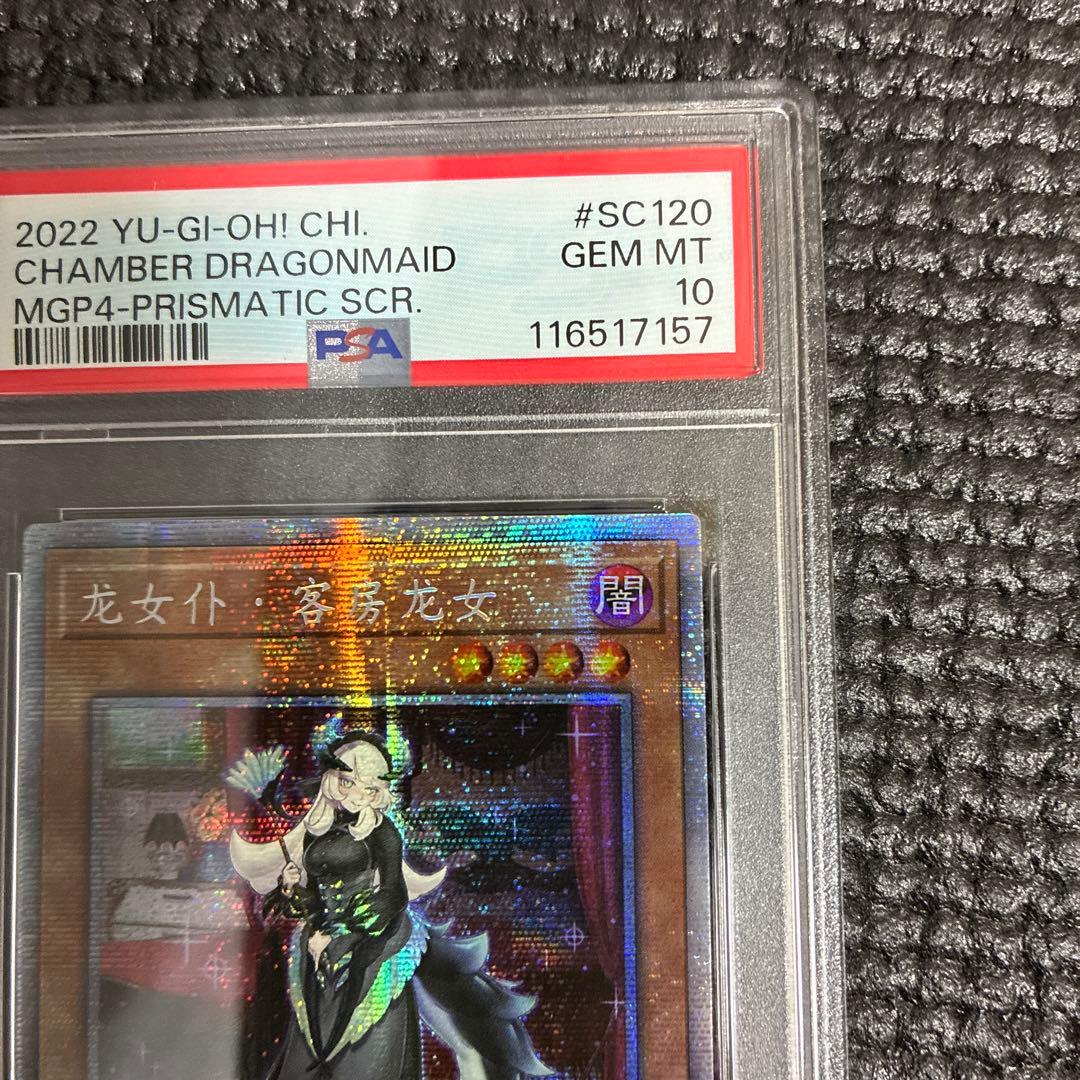 2022 YU-GI-OH! CHI. #SC120
CHAMBER DRAGONMAID GEM MT
MGP4-PRISMATIC SCR. 10
PSA 116517157
龙女仆·客房龙女 闇